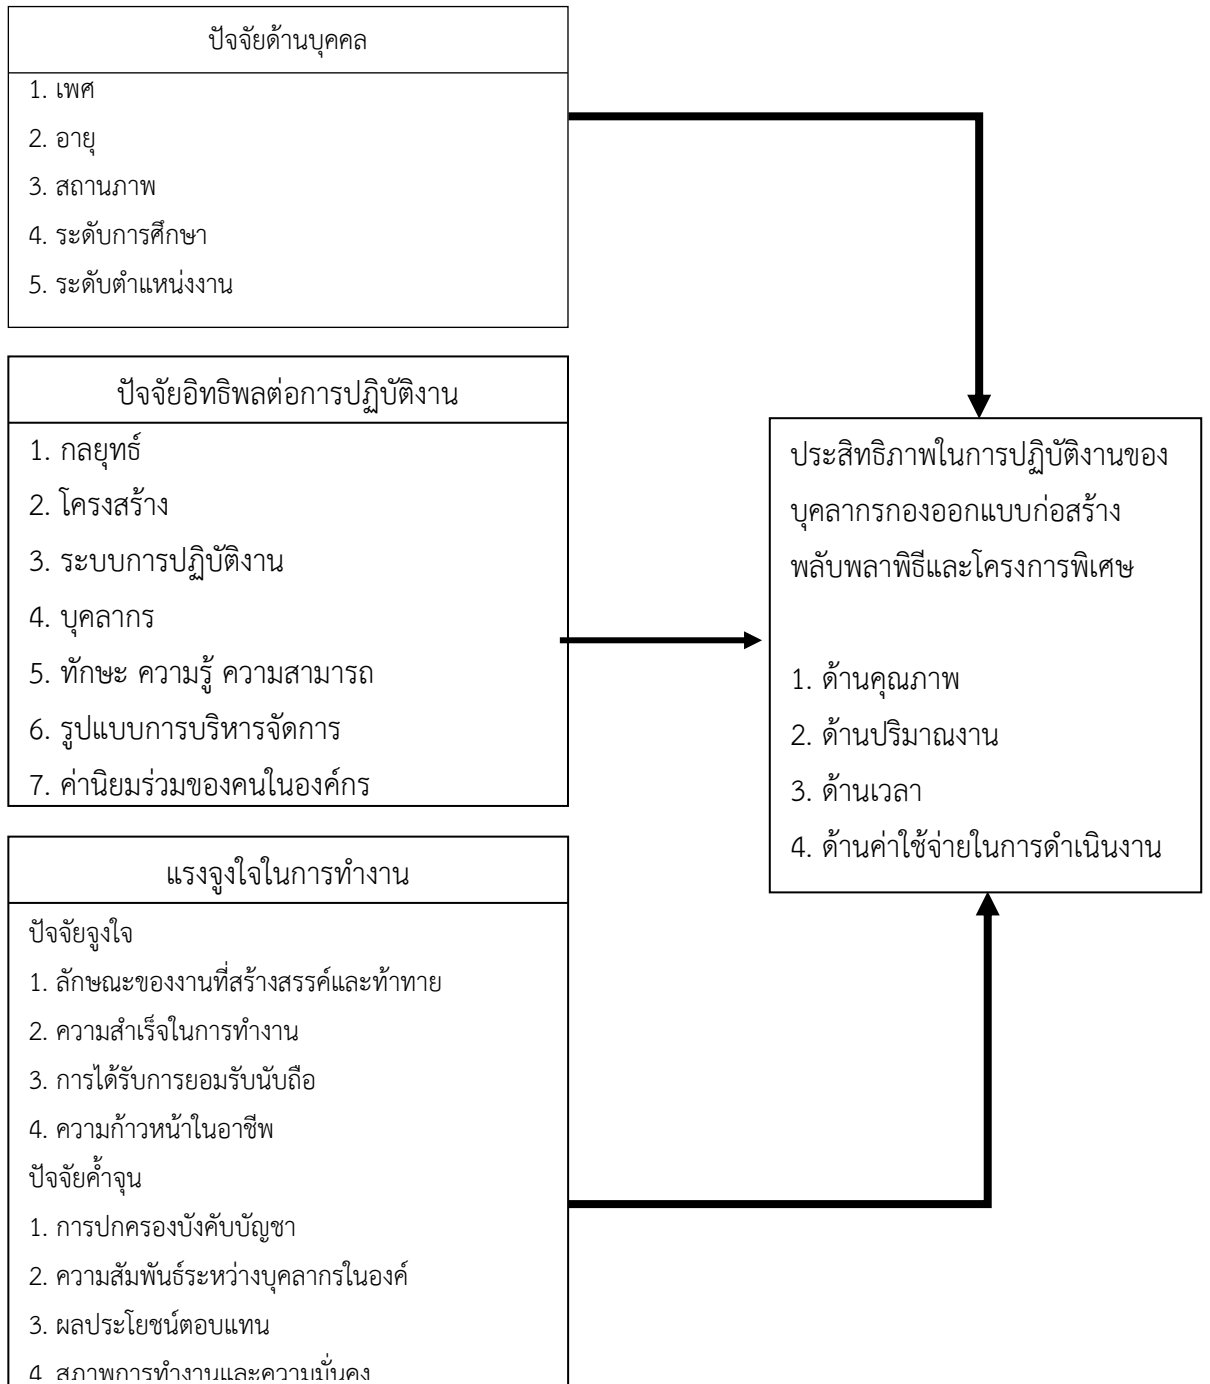 ปัจจัยด้านบุคคล
1. เพศ
2. อายุ
3. สถานภาพ
4. ระดับการศึกษา
5. ระดับตำแหน่งงาน
ปัจจัยอิทธิพลต่อการปฏิบัติงาน
1. กลยุทธ์
2. โครงสร้าง
3. ระบบการปฏิบัติงาน
4. บุคลากร
5. ทักษะ ความรู้ ความสามารถ
6. รูปแบบการบริหารจัดการ
7. ค่านิยมร่วมของคนในองค์กร
แรงจูงใจในการทำงาน
ปัจจัยจูงใจ
1. ลักษณะของงานที่สร้างสรรค์และท้าทาย
2. ความสำเร็จในการทำงาน
3. การได้รับการยอมรับนับถือ
4. ความก้าวหน้าในอาชีพ
ปัจจัยค้ำจุน
1. การปกครองบังคับบัญชา
2. ความสัมพันธ์ระหว่างบุคลากรในองค์
3. ผลประโยชน์ตอบแทน
4. สภาพการทำงานและความมั่นคง
ประสิทธิภาพในการปฏิบัติงานของ
บุคลากรกองออกแบบก่อสร้าง
พลับพลาพิธีและโครงการพิเศษ
1. ด้านคุณภาพ
2. ด้านปริมาณงาน
3. ด้านเวลา
4. ด้านค่าใช้จ่ายในการดำเนินงาน